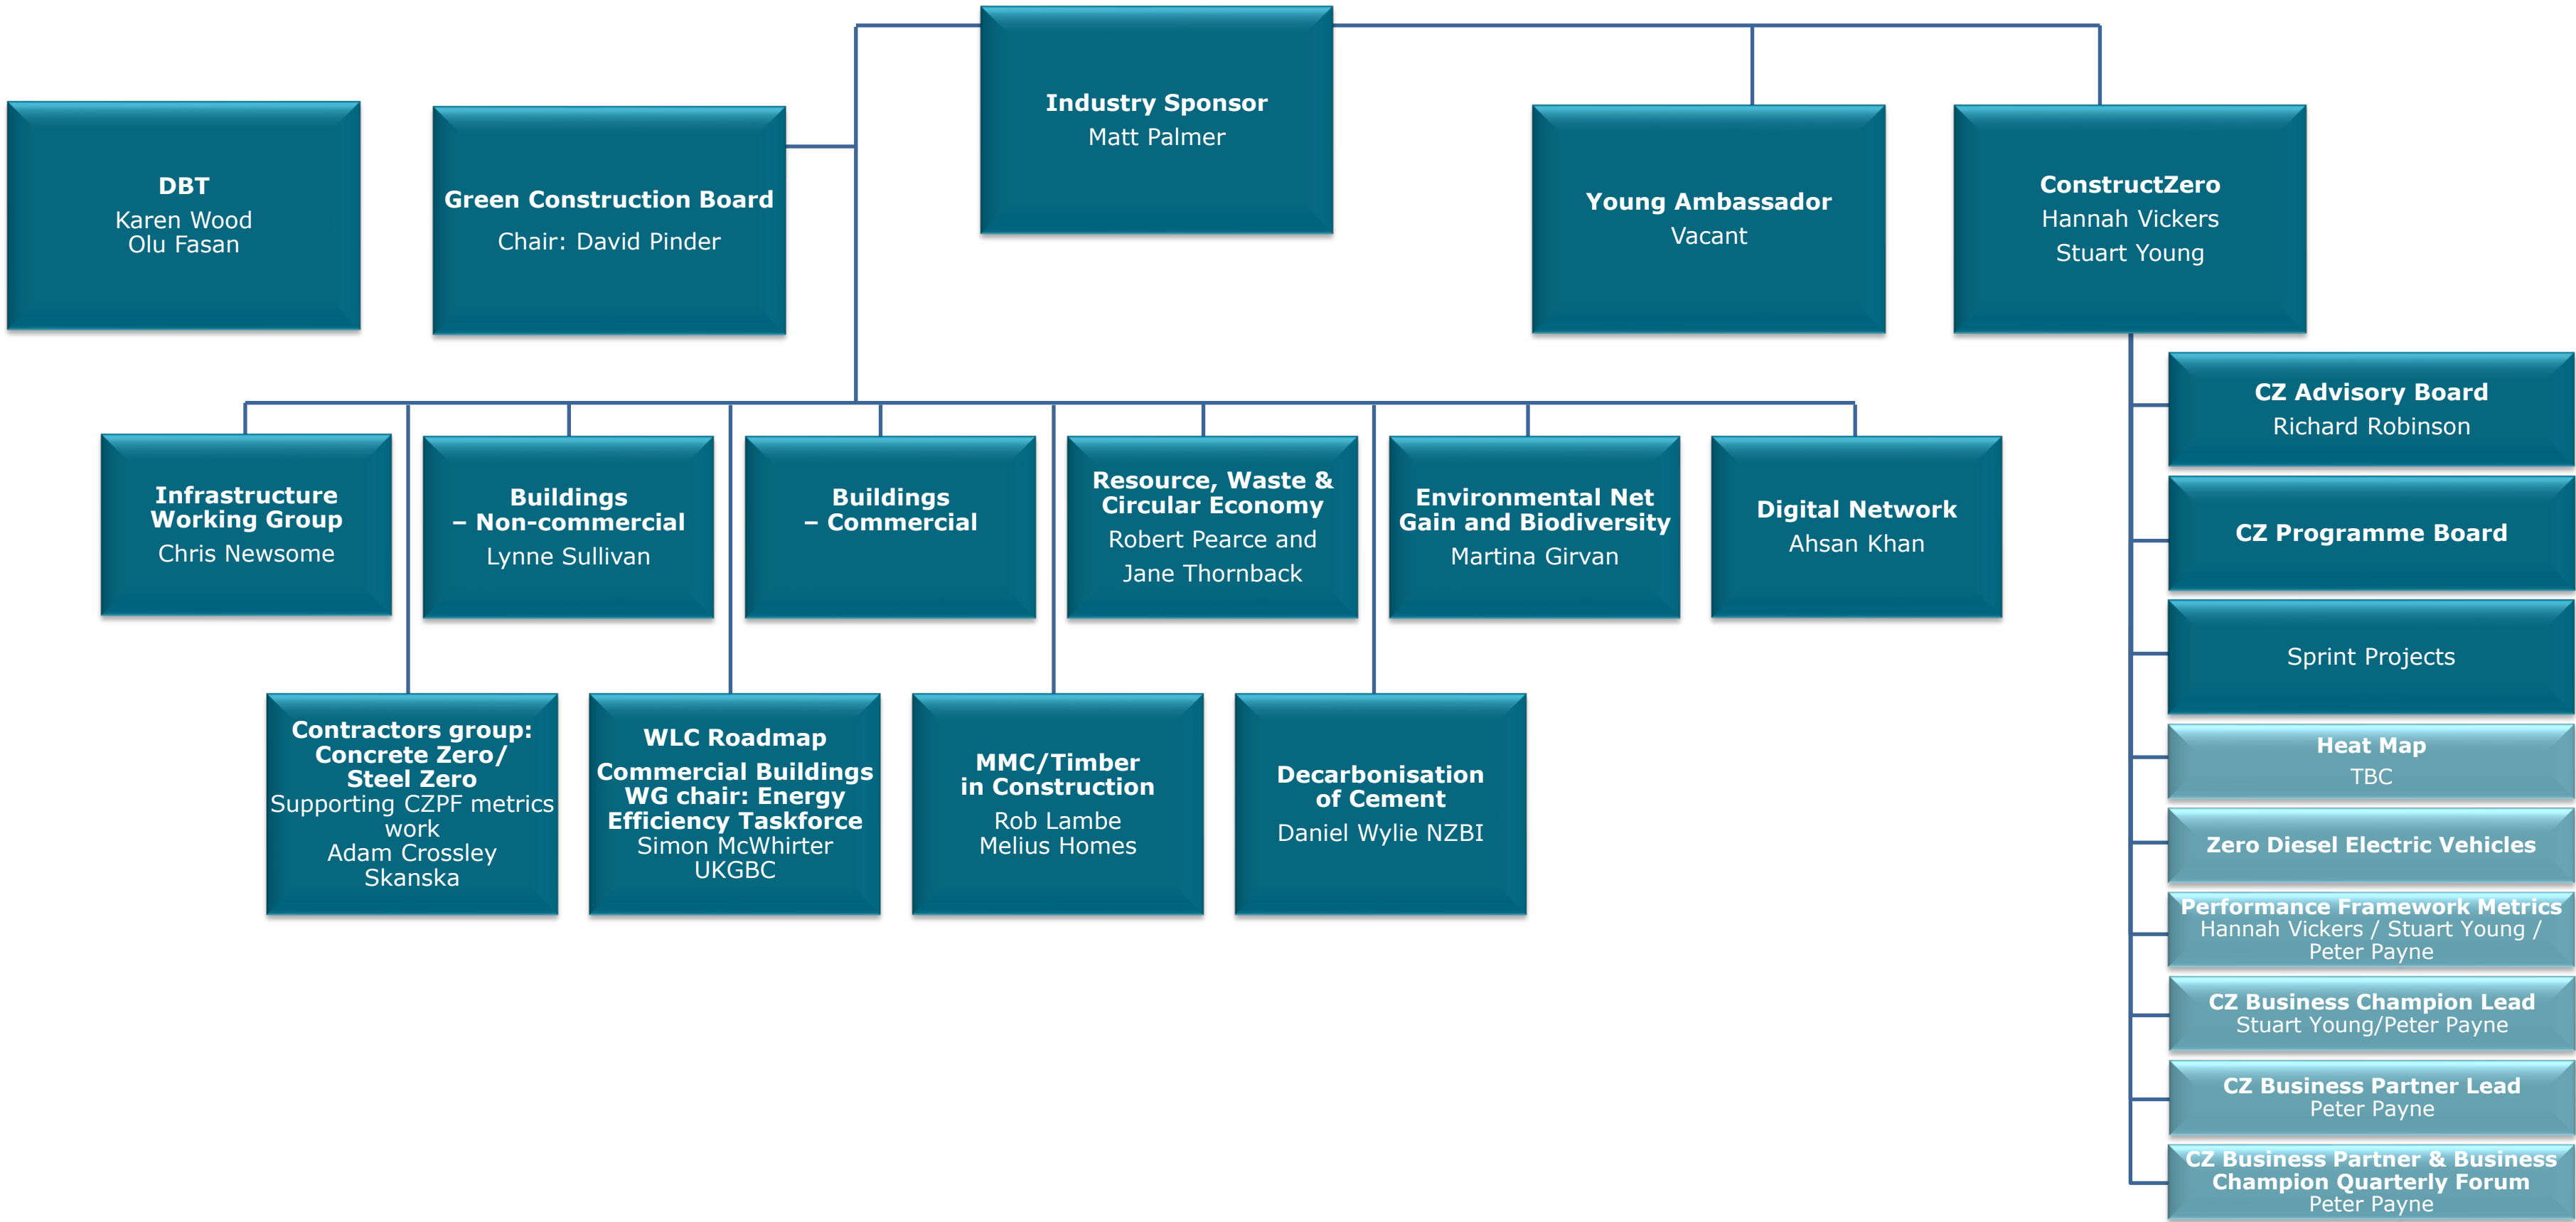 Industry Sponsor
Matt Palmer
DBT
Karen Wood
Olu Fasan
Green Construction Board
Chair: David Pinder
Young Ambassador
Vacant
ConstructZero
Hannah Vickers
Stuart Young
Infrastructure
Working Group
Chris Newsome
Buildings
– Non-commercial
Lynne Sullivan
Buildings
– Commercial
Resource, Waste &
Circular Economy
Robert Pearce and
Jane Thornback
Environmental Net
Gain and Biodiversity
Martina Girvan
Digital Network
Ahsan Khan
Contractors group:
Concrete Zero/
Steel Zero
Supporting CZPF metrics
work
Adam Crossley
Skanska
WLC Roadmap
Commercial Buildings
WG chair: Energy
Efficiency Taskforce
Simon McWhirter
UKGBC
MMC/Timber
in Construction
Rob Lambe
Melius Homes
Decarbonisation
of Cement
Daniel Wylie NZBI
CZ Advisory Board
Richard Robinson
CZ Programme Board
Sprint Projects
Heat Map
TBC
Zero Diesel Electric Vehicles
Performance Framework Metrics
Hannah Vickers / Stuart Young /
Peter Payne
CZ Business Champion Lead
Stuart Young/Peter Payne
CZ Business Partner Lead
Peter Payne
CZ Business Partner & Business
Champion Quarterly Forum
Peter Payne